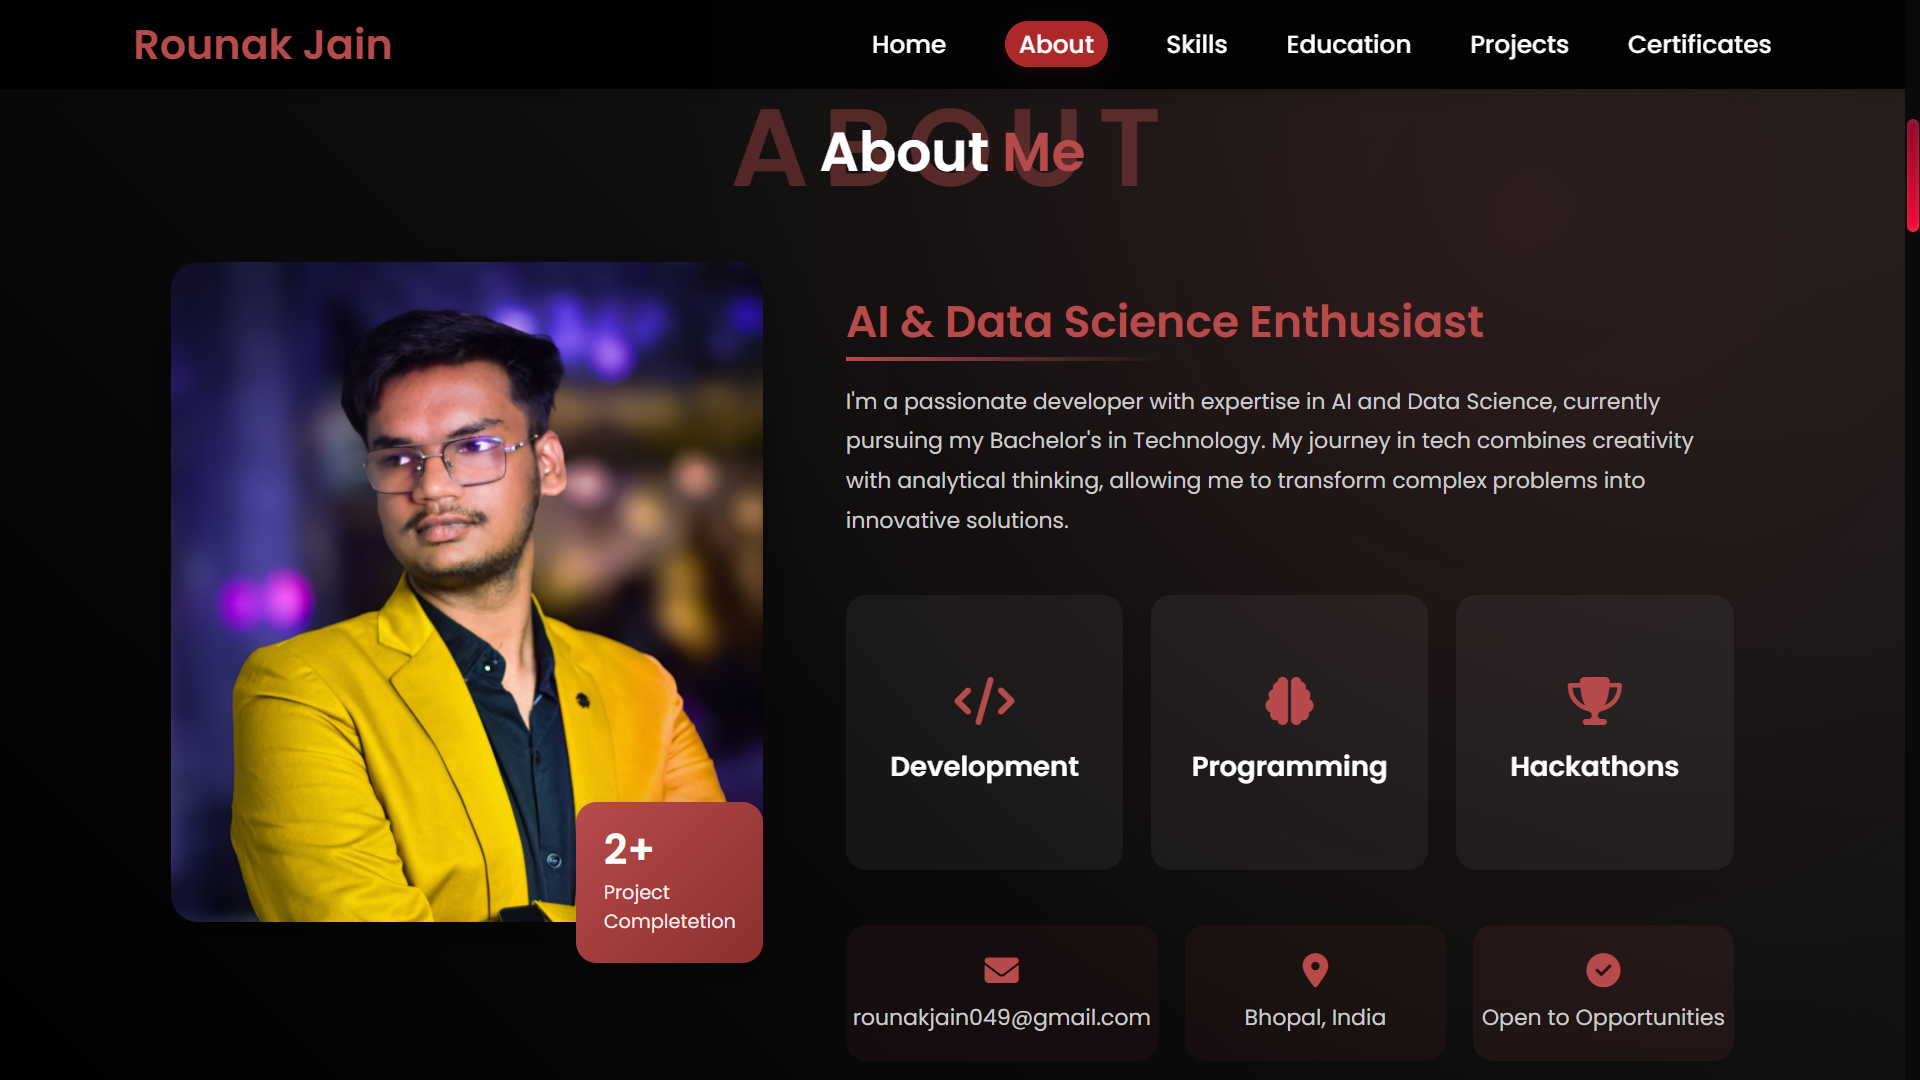 Rounak Jain
Home
About
Skills
Education
Projects
Certificates
ABOUT
About Me
AI & Data Science Enthusiast
I'm a passionate developer with expertise in AI and Data Science, currently
pursuing my Bachelor's in Technology. My journey in tech combines creativity
with analytical thinking, allowing me to transform complex problems into
innovative solutions.
Development
Programming
Hackathons
2+
Project
Completetion
rounakjain049@gmail.com
Bhopal, India
Open to Opportunities